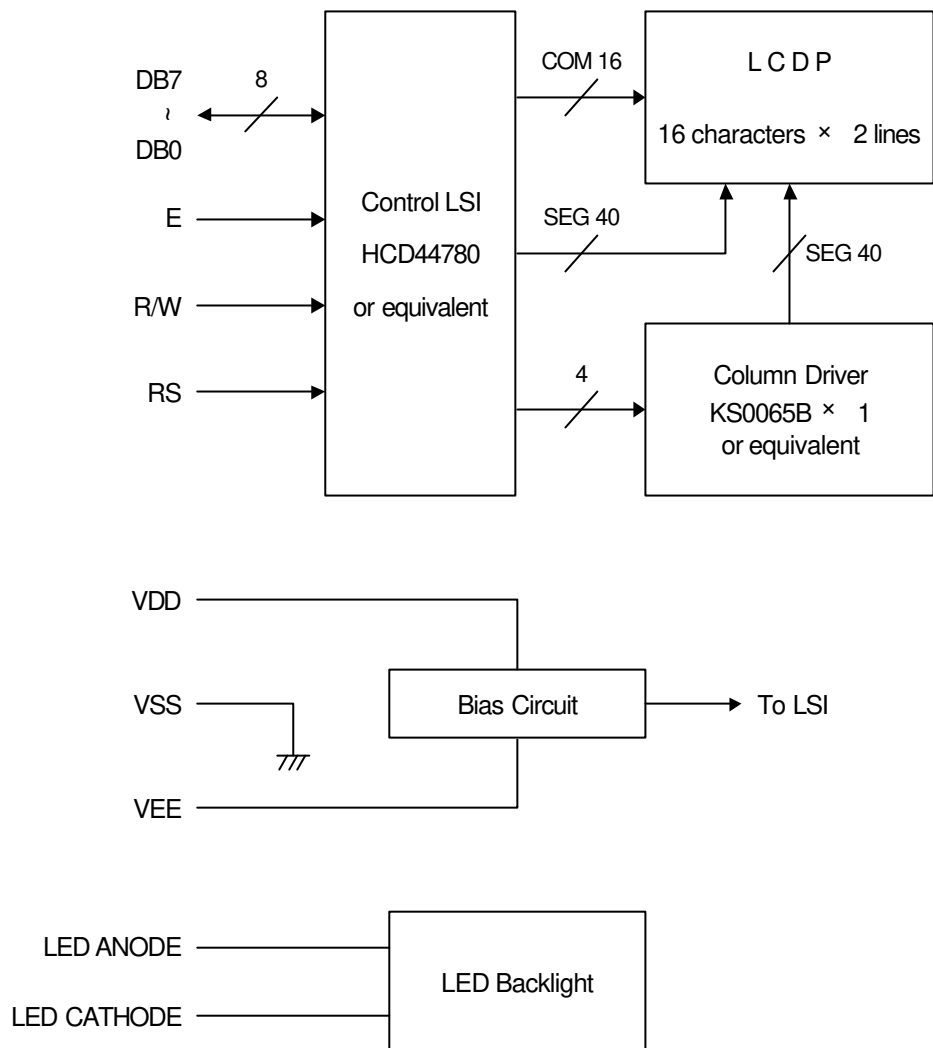 DB7
~
DB0
8
E
R/W
RS
Control LSI
HCD44780
or equivalent
COM 16
SEG 40
4
L C D P
16 characters × 2 lines
SEG 40
Column Driver
KS0065B × 1
or equivalent
VDD
VSS
VEE
Bias Circuit
To LSI
LED ANODE
LED CATHODE
LED Backlight